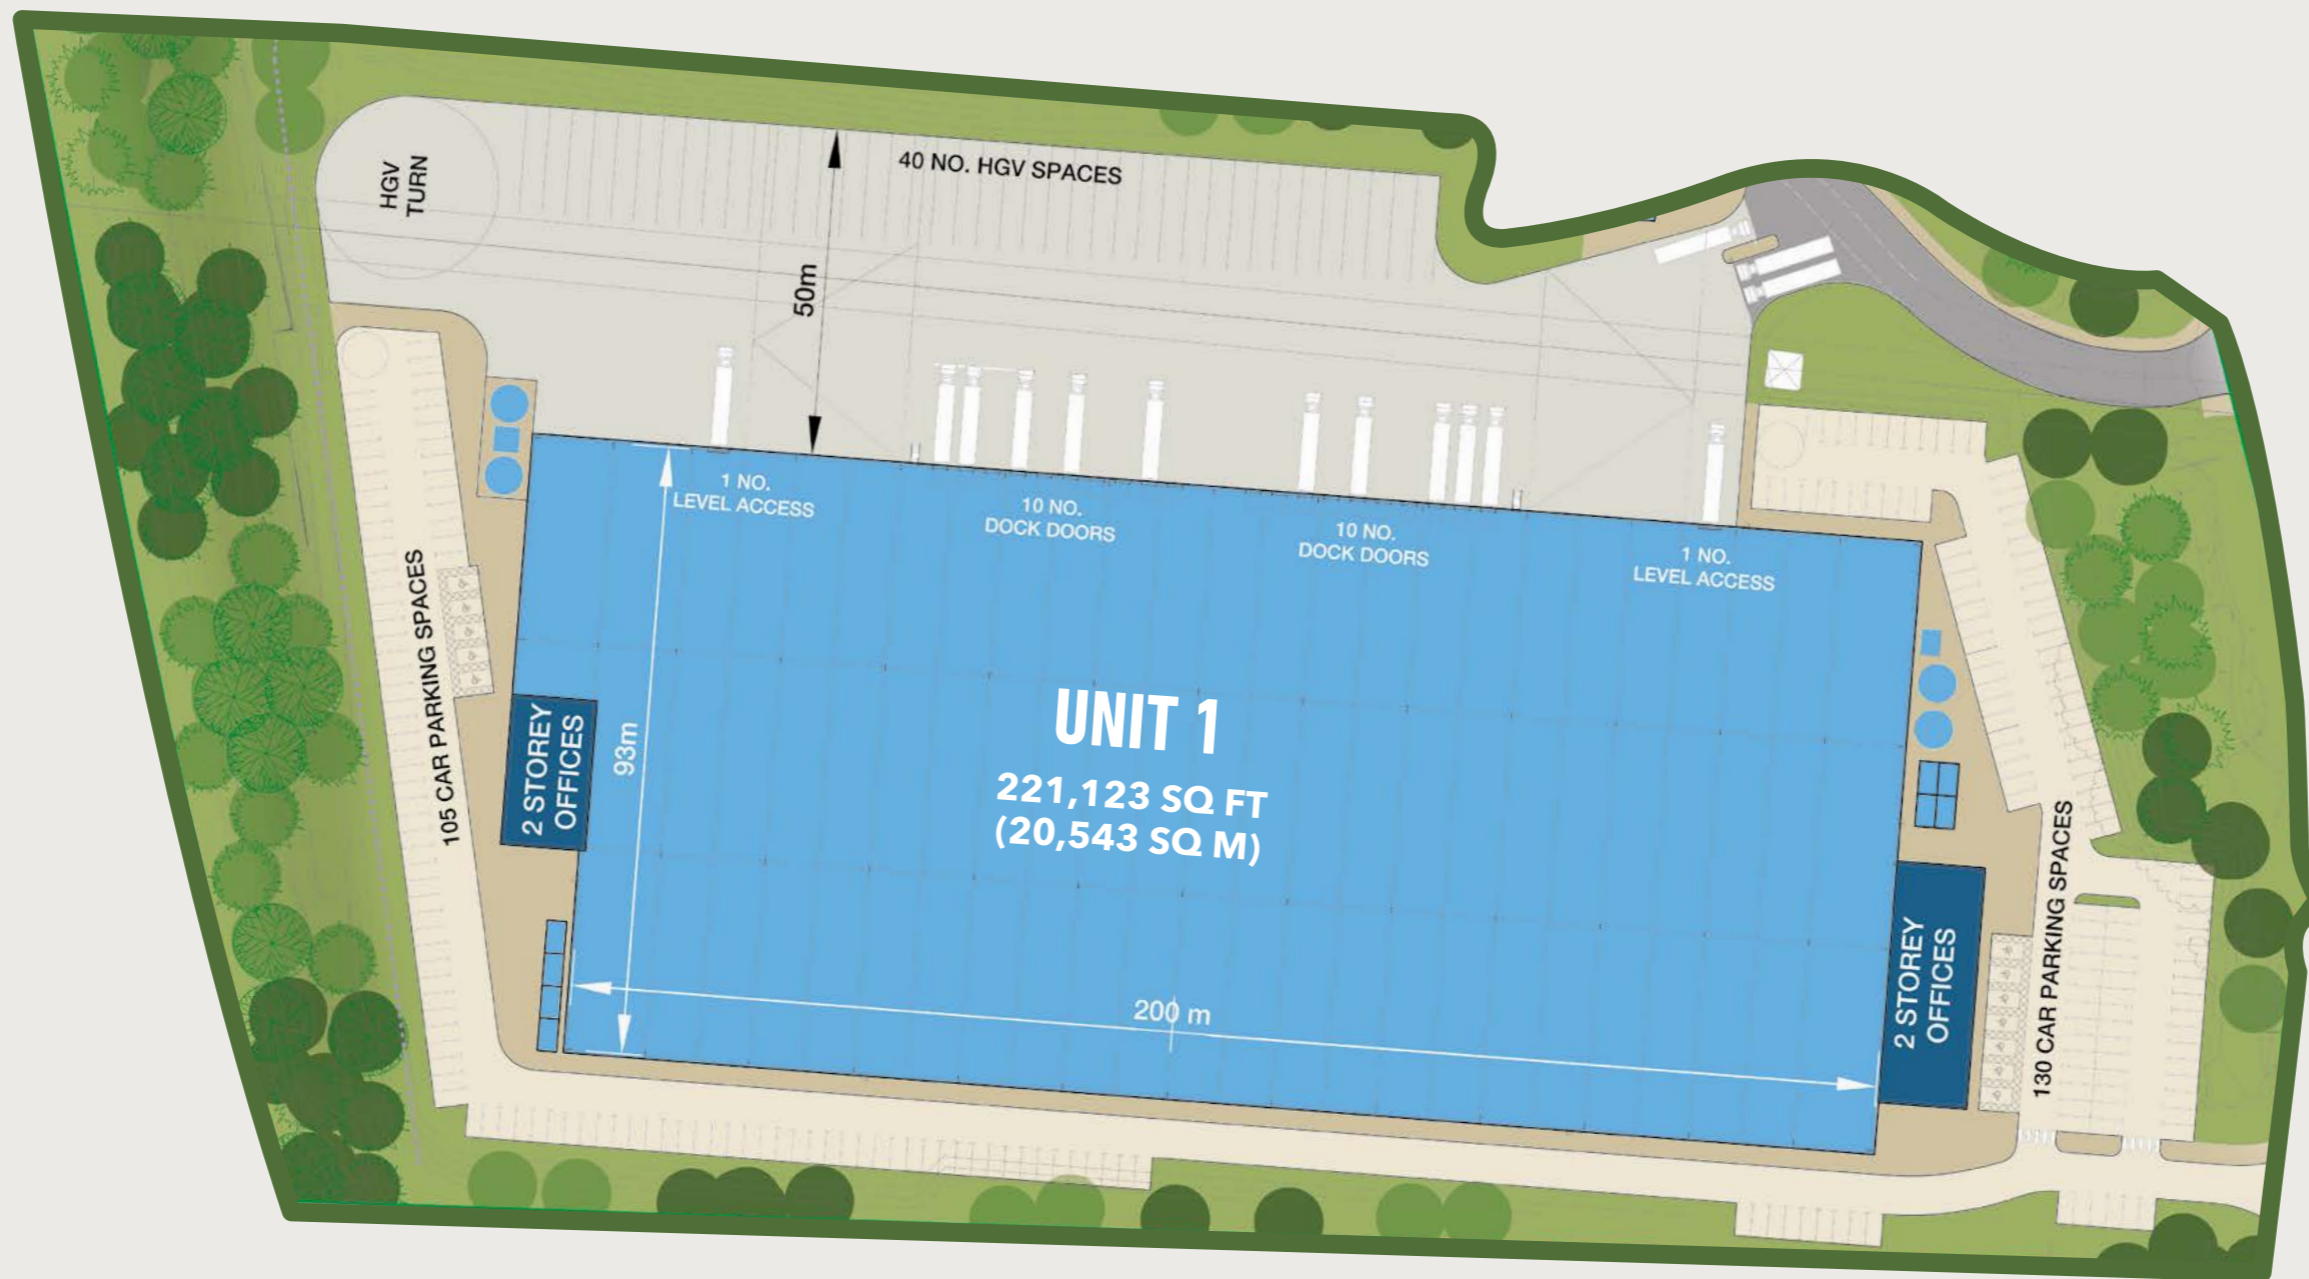 HGV
TURN
40 NO. HGV SPACES
50m
1 NO.
LEVEL ACCESS
10 NO.
DOCK DOORS
10 NO.
DOCK DOORS
1 NO.
LEVEL ACCESS
105 CAR PARKING SPACES
2 STOREY
OFFICES
93m
UNIT 1
221,123 SQ FT
(20,543 SQ M)
200 m
2 STOREY
OFFICES
130 CAR PARKING SPACES